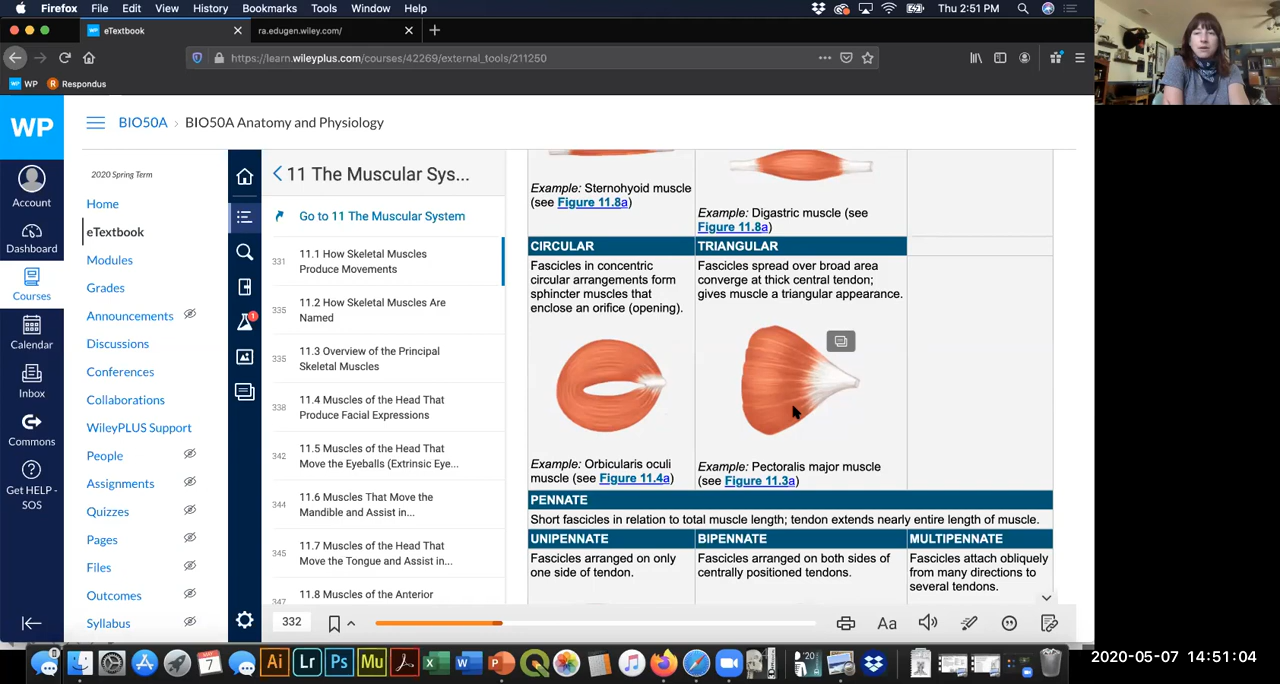 Firefox File Edit View History Bookmarks Tools Window Help
Thu 2:51 PM
WP eTextbook
ra.edugen.wiley.com/
https://learn.wileyplus.com/courses/42269/external_tools/211250
WP WP R Respondus
WP
BIO50A › BIO50A Anatomy and Physiology
Account
Dashboard
Courses
Calendar
Inbox
Commons
Get HELP - SOS
2020 Spring Term
Home
eTextbook
Modules
Grades
Announcements
Discussions
Conferences
Collaborations
WileyPLUS Support
People
Assignments
Quizzes
Pages
Files
Outcomes
Syllabus
1
11 The Muscular Sys...
Go to 11 The Muscular System
331 11.1 How Skeletal Muscles
Produce Movements
335 11.2 How Skeletal Muscles Are
Named
335 11.3 Overview of the Principal
Skeletal Muscles
338 11.4 Muscles of the Head That
Produce Facial Expressions
342 11.5 Muscles of the Head That
Move the Eyeballs (Extrinsic Eye...
344 11.6 Muscles That Move the
Mandible and Assist in...
345 11.7 Muscles of the Head That
Move the Tongue and Assist in...
347 11.8 Muscles of the Anterior
Example: Sternohyoid muscle
(see Figure 11.8a)
Example: Digastric muscle (see
Figure 11.8a)
CIRCULAR
Fascicles in concentric
circular arrangements form
sphincter muscles that
enclose an orifice (opening).
Example: Orbicularis oculi
muscle (see Figure 11.4a)
TRIANGULAR
Fascicles spread over broad area
converge at thick central tendon;
gives muscle a triangular appearance.
Example: Pectoralis major muscle
(see Figure 11.3a)
PENNATE
Short fascicles in relation to total muscle length; tendon extends nearly entire length of muscle.
UNIPENNATE
Fascicles arranged on only
one side of tendon.
BIPENNATE
Fascicles arranged on both sides of
centrally positioned tendons.
MULTIPENNATE
Fascicles attach obliquely
from many directions to
several tendons.
332
Aa
Ai Lr Ps Mu
2020-05-07 14:51:04